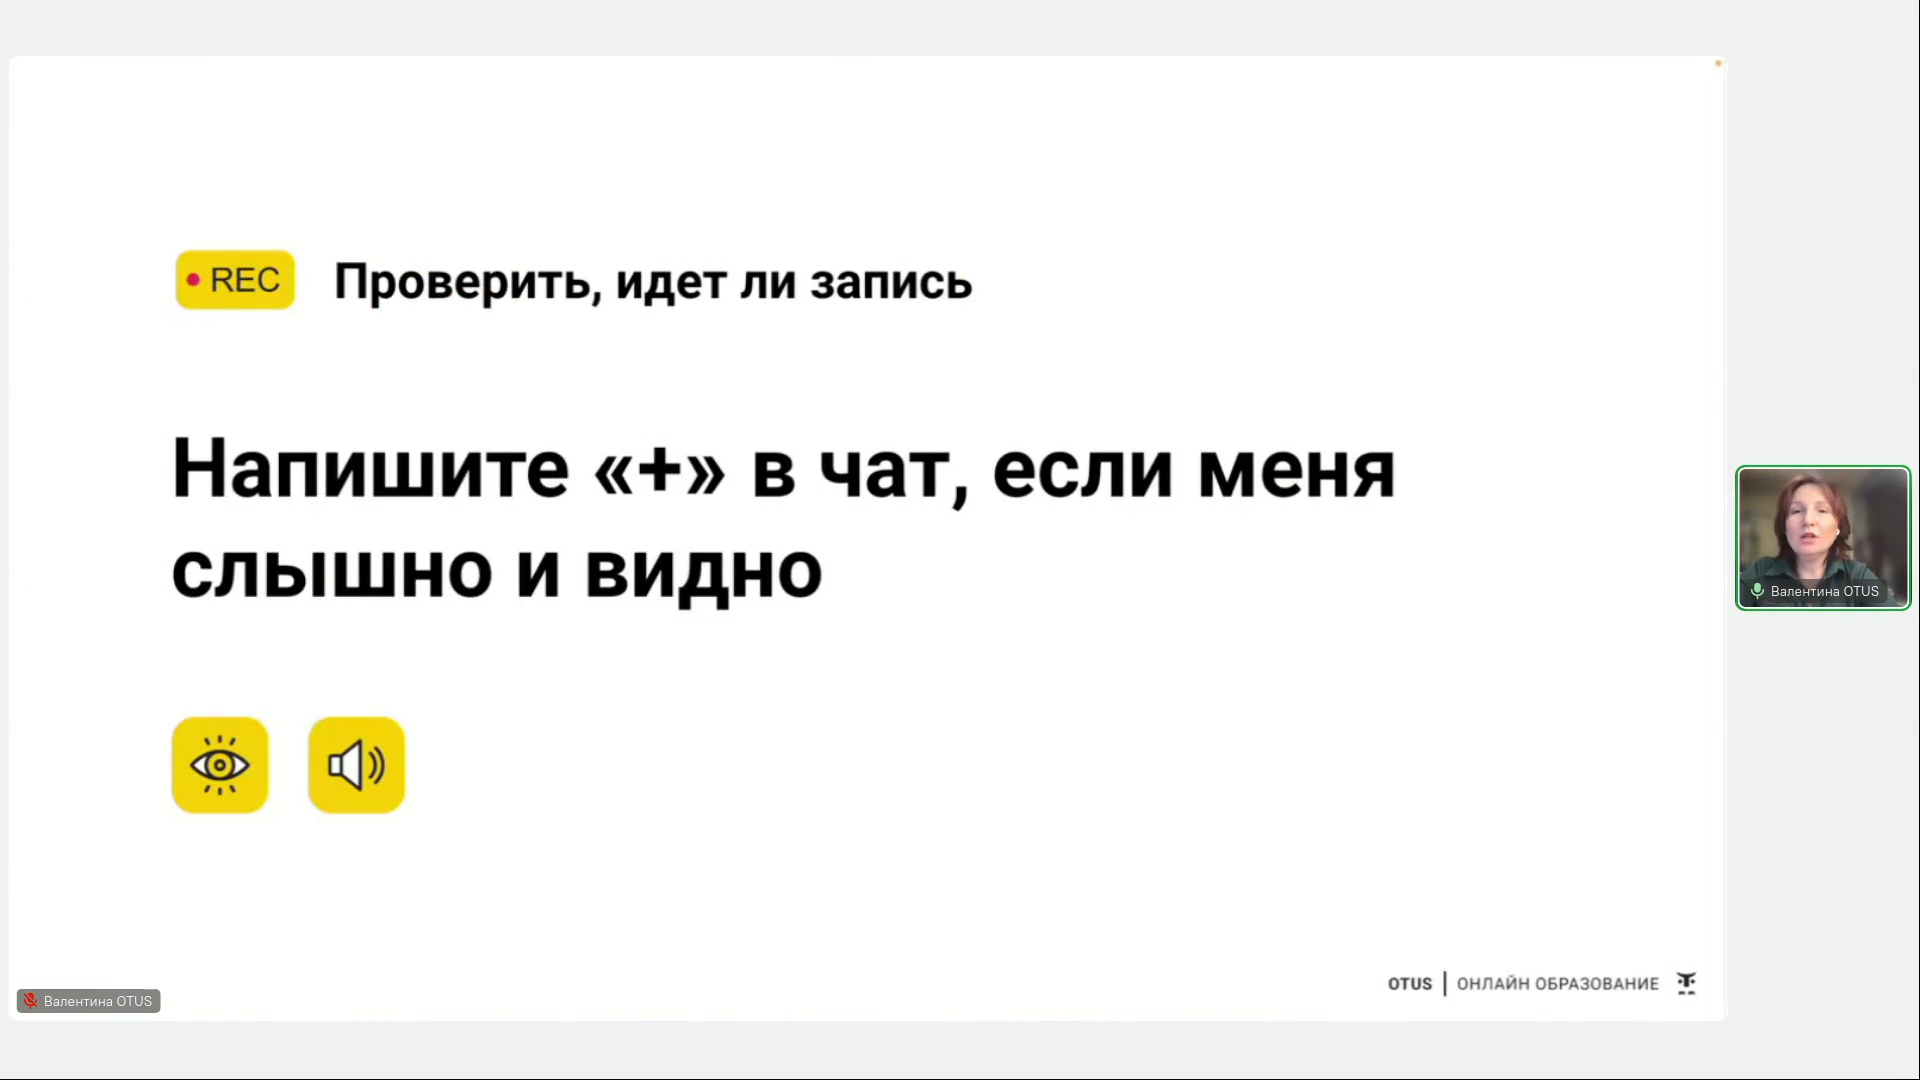 REC
Проверить, идет ли запись
Напишите «+» в чат, если меня
слышно и видно
Валентина OTUS
Валентина OTUS
OTUS | ОНЛАЙН ОБРАЗОВАНИЕ